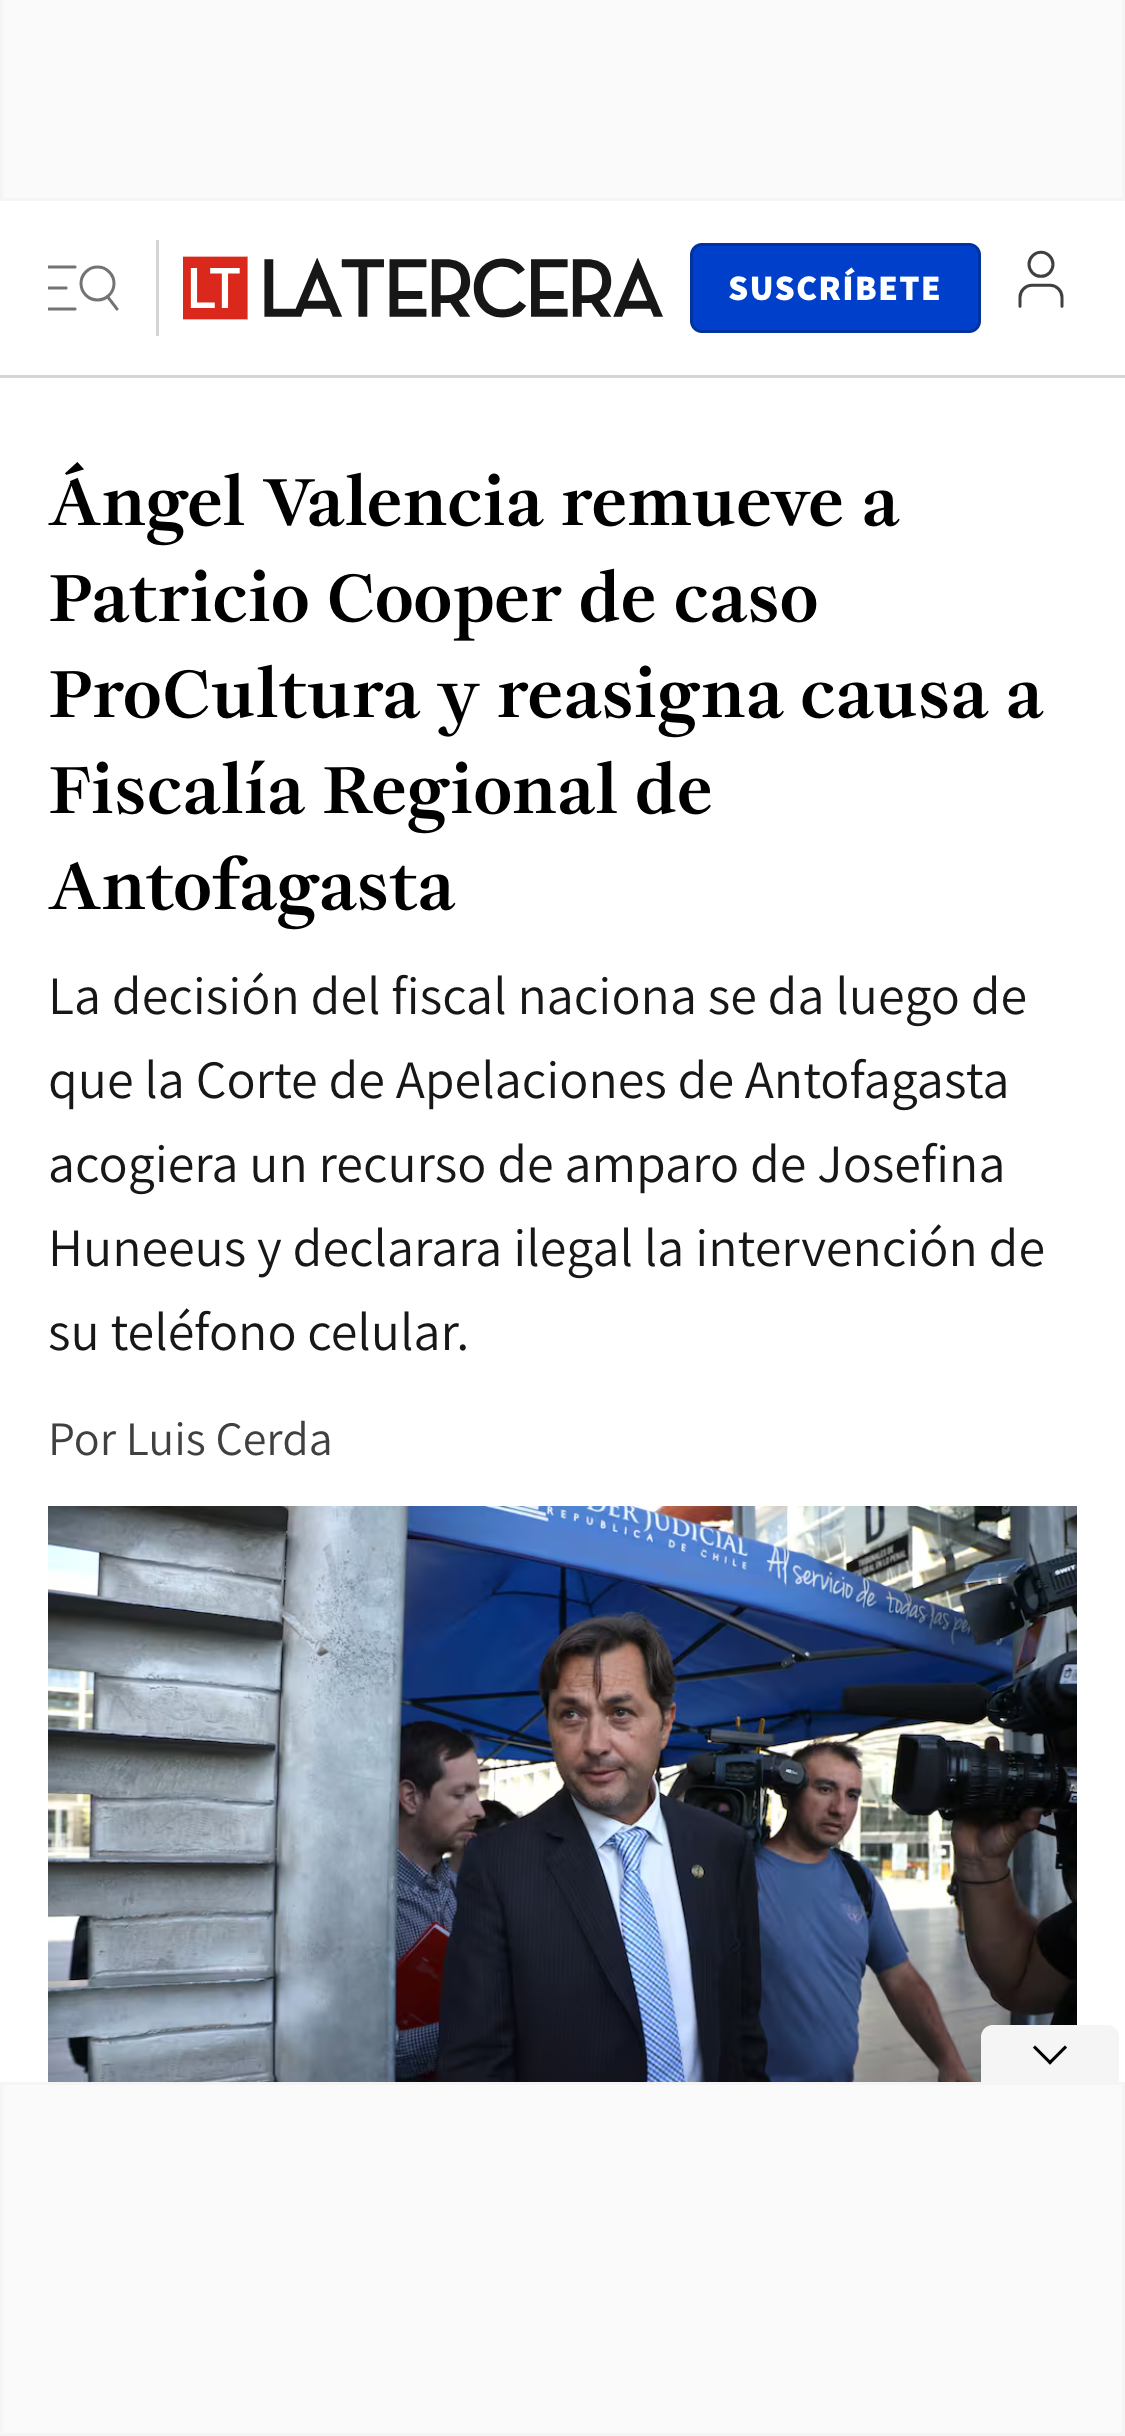 LT LATERCERA
SUSCRÍBETE
Ángel Valencia remueve a
Patricio Cooper de caso
ProCultura y reasigna causa a
Fiscalía Regional de
Antofagasta
La decisión del fiscal naciona se da luego de
que la Corte de Apelaciones de Antofagasta
acogiera un recurso de amparo de Josefina
Huneeus y declarara ilegal la intervención de
su teléfono celular.
Por Luis Cerda
DER JUDICIAL
REPUBLICA DE CHILE
Al servicio de todas las pe
D